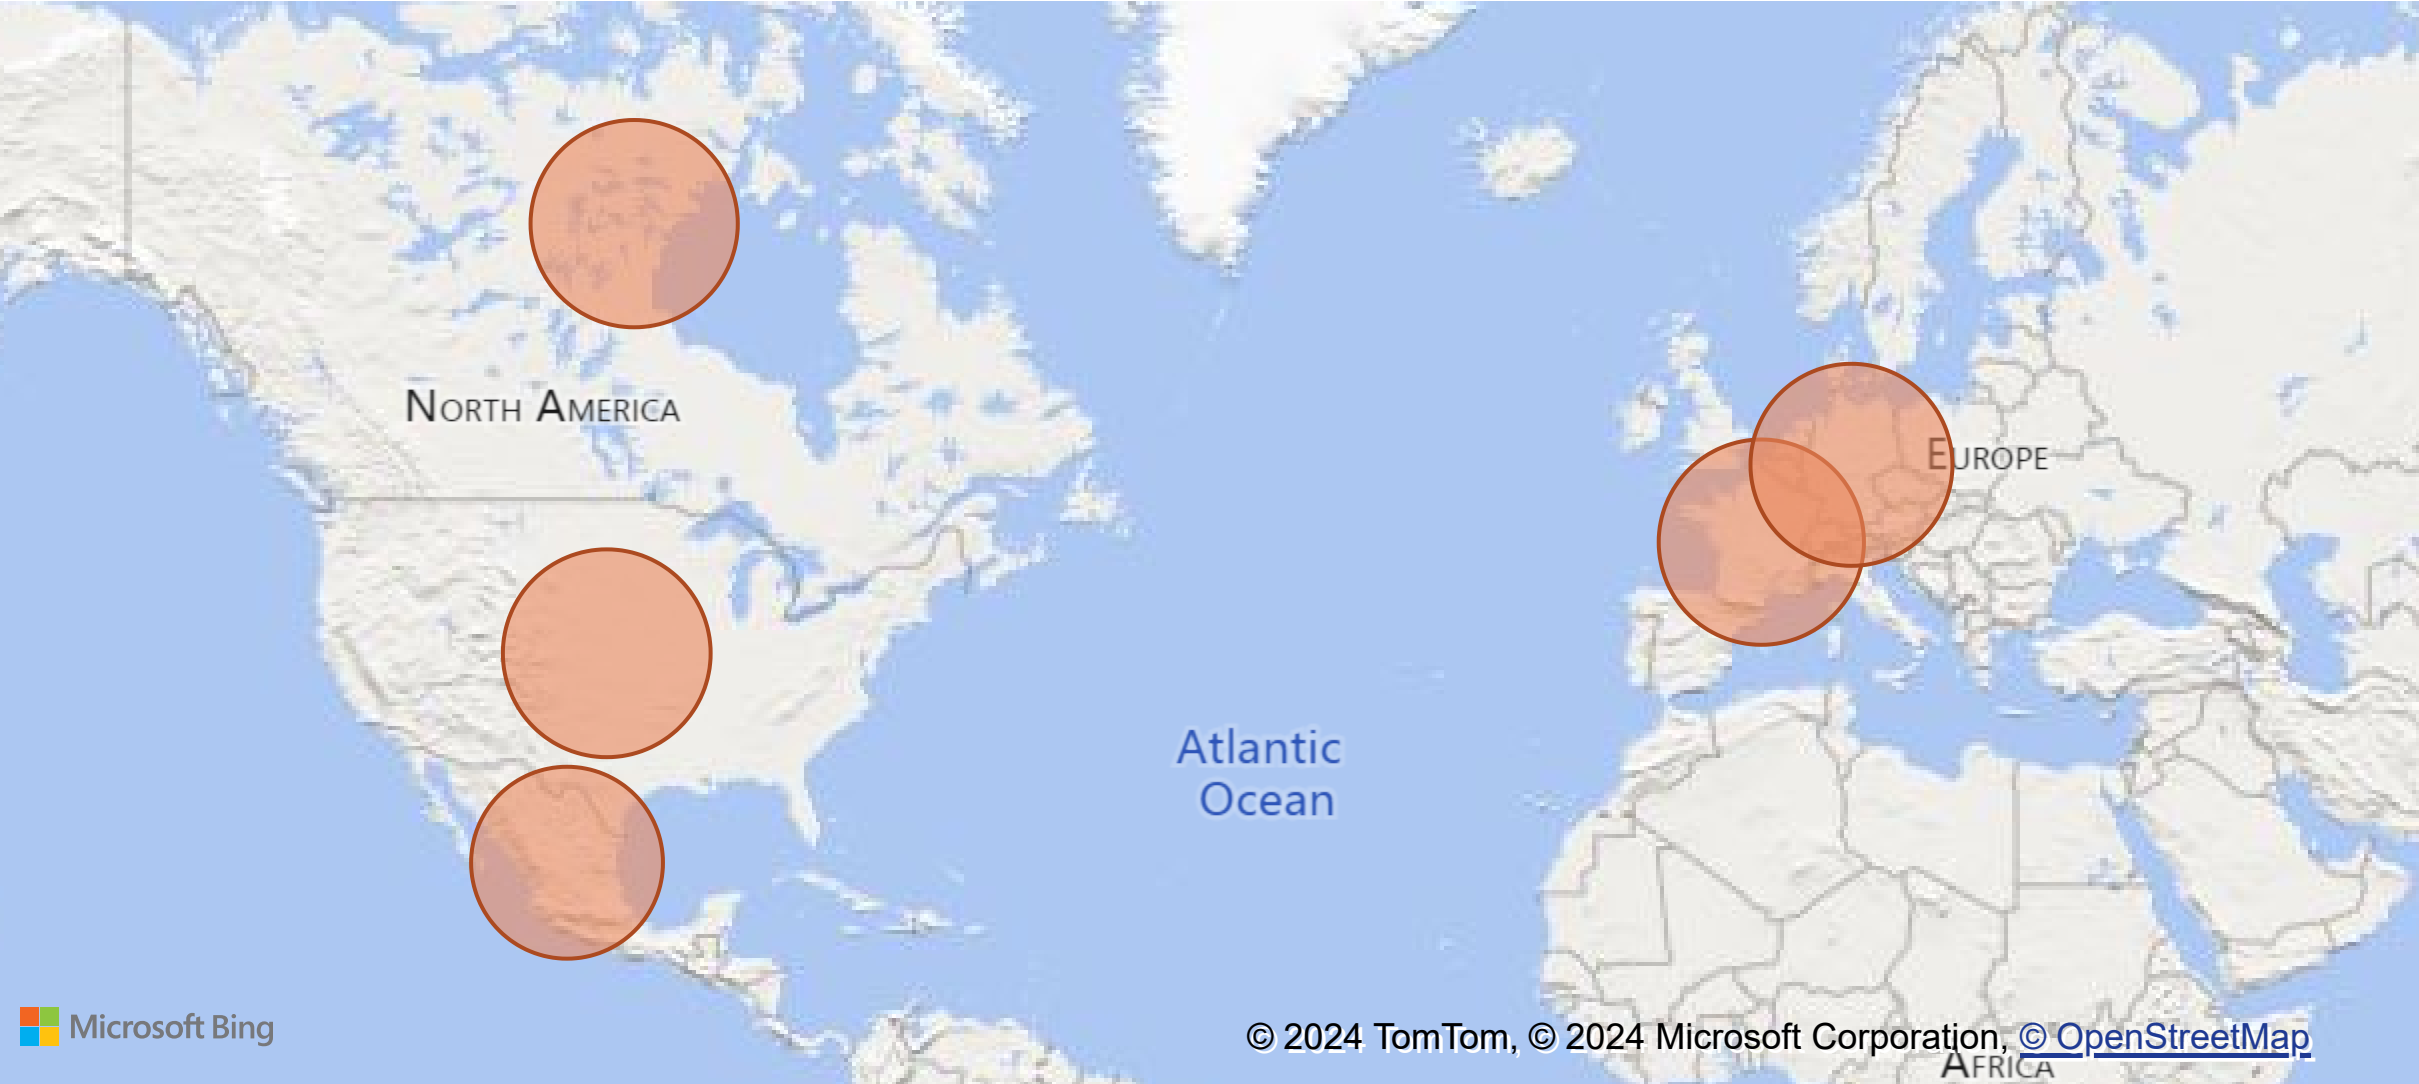 NORTH AMERICA
EUROPE
Atlantic
Ocean
Microsoft Bing
© 2024 TomTom, © 2024 Microsoft Corporation, © OpenStreetMap
AFRICA